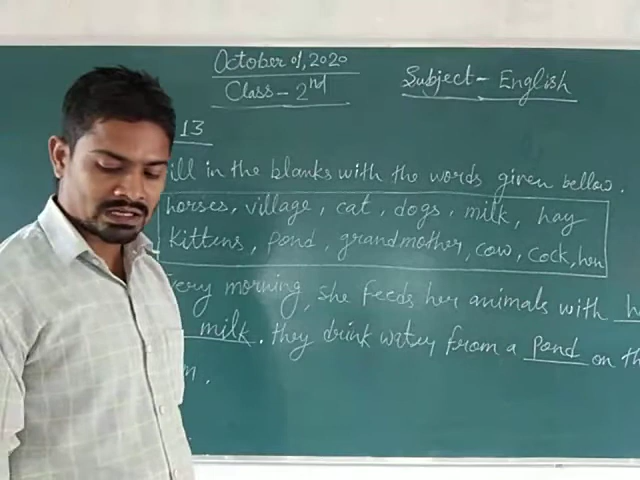 October 01, 2020
Class - 2nd
Subject - English
13
ill in the blanks with the words given bellow.
horses, village, cat, dogs, milk, hay
Kittens, pond, grandmother, cow, cock, hen
very morning, she feeds her animals with h
milk. they drink from a pond on th
m.